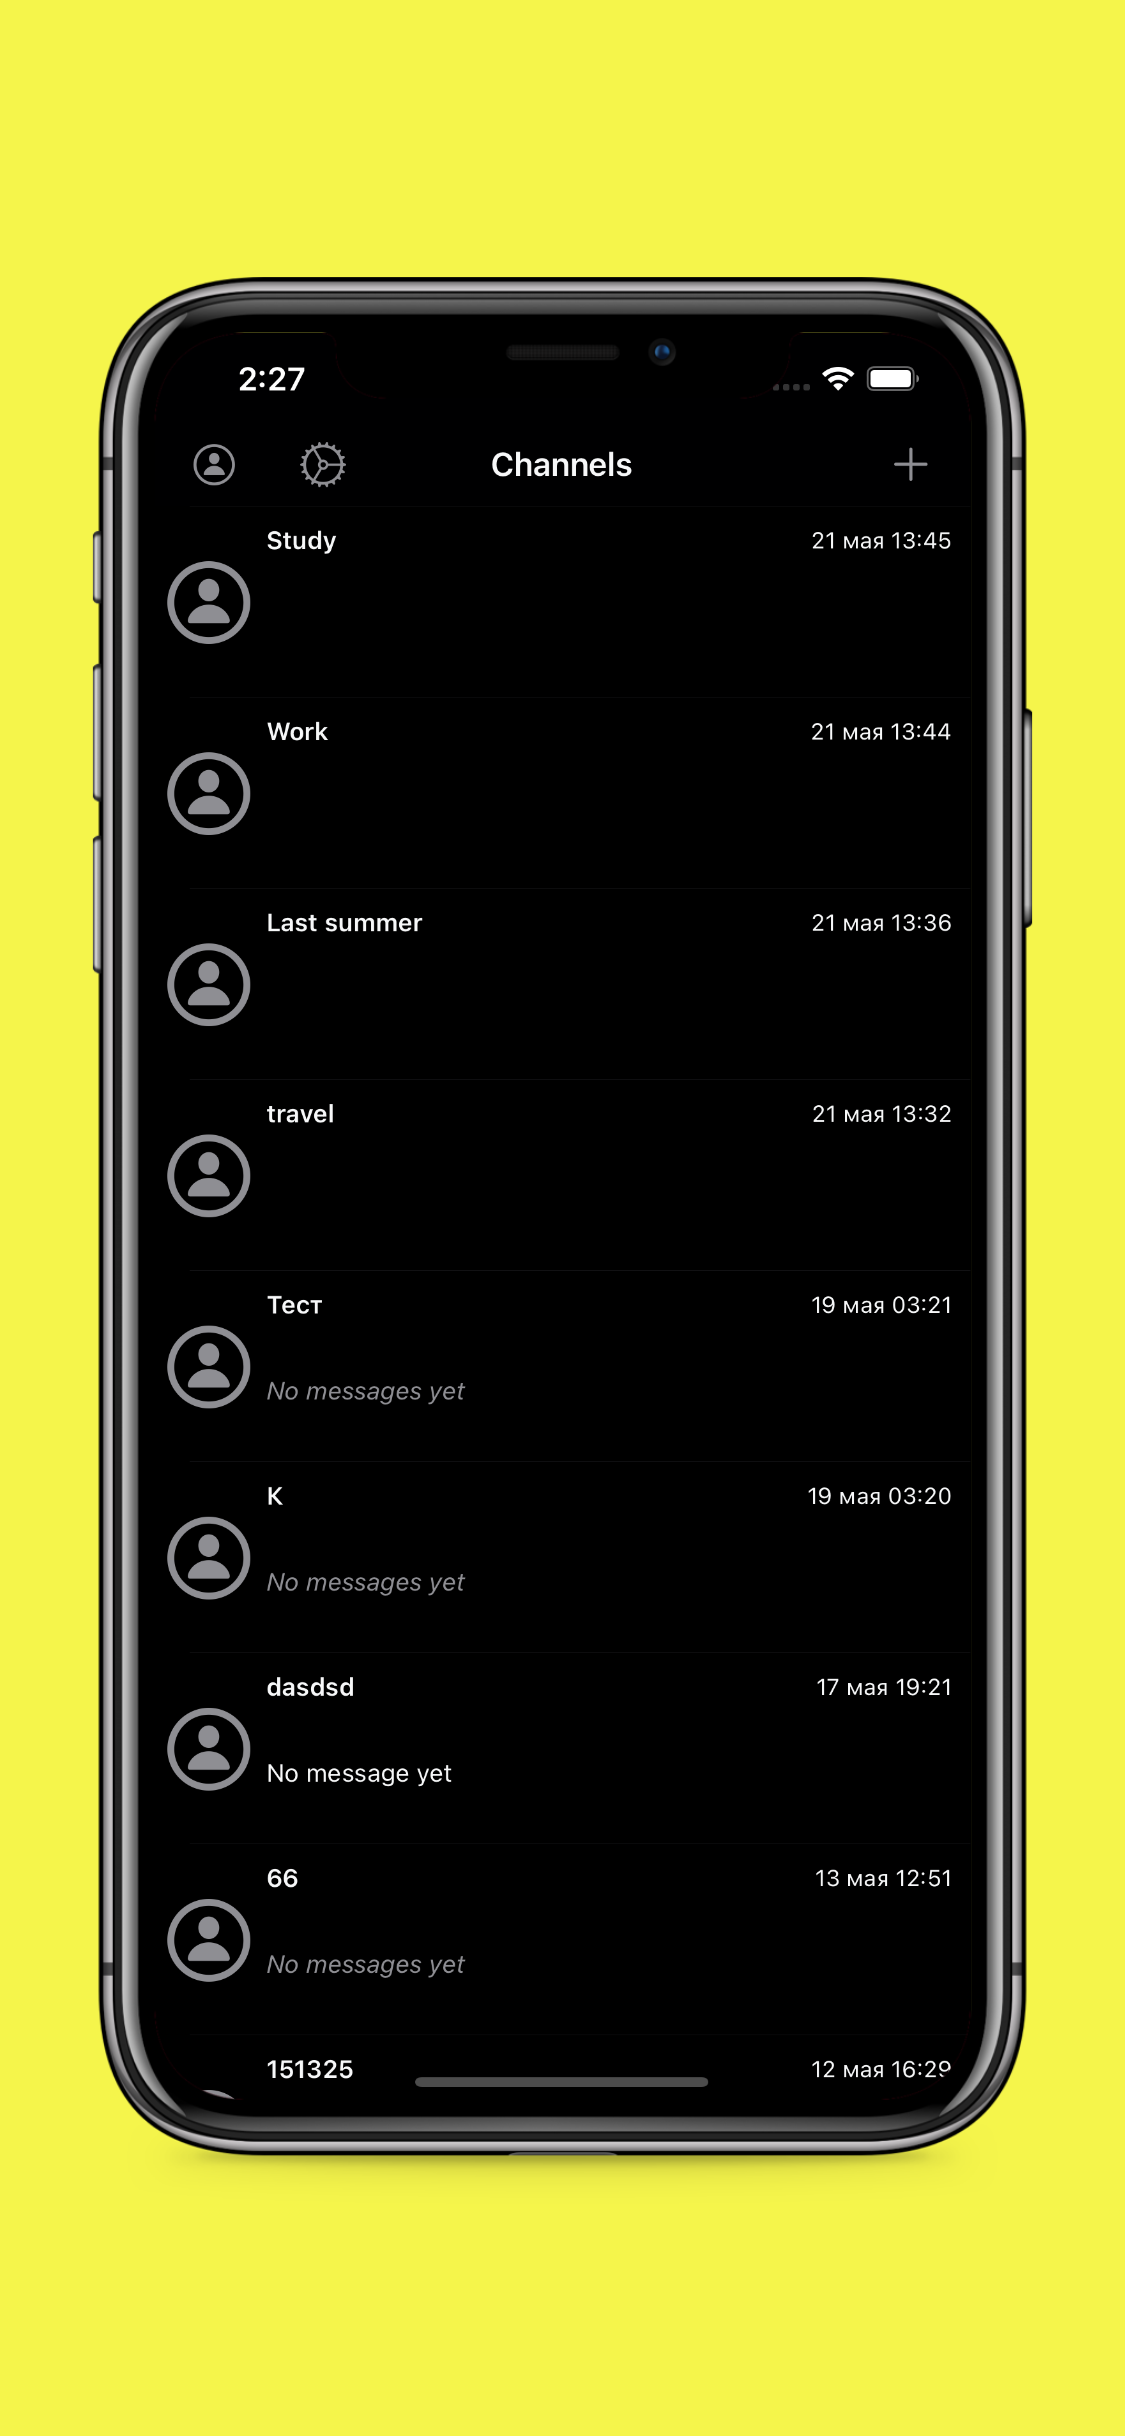 2:27
Channels
Study 21 мая 13:45
Work 21 мая 13:44
Last summer 21 мая 13:36
travel 21 мая 13:32
Тест 19 мая 03:21
No messages yet
K 19 мая 03:20
No messages yet
dasdsd 17 мая 19:21
No message yet
66 13 мая 12:51
No messages yet
151325 12 мая 16:29